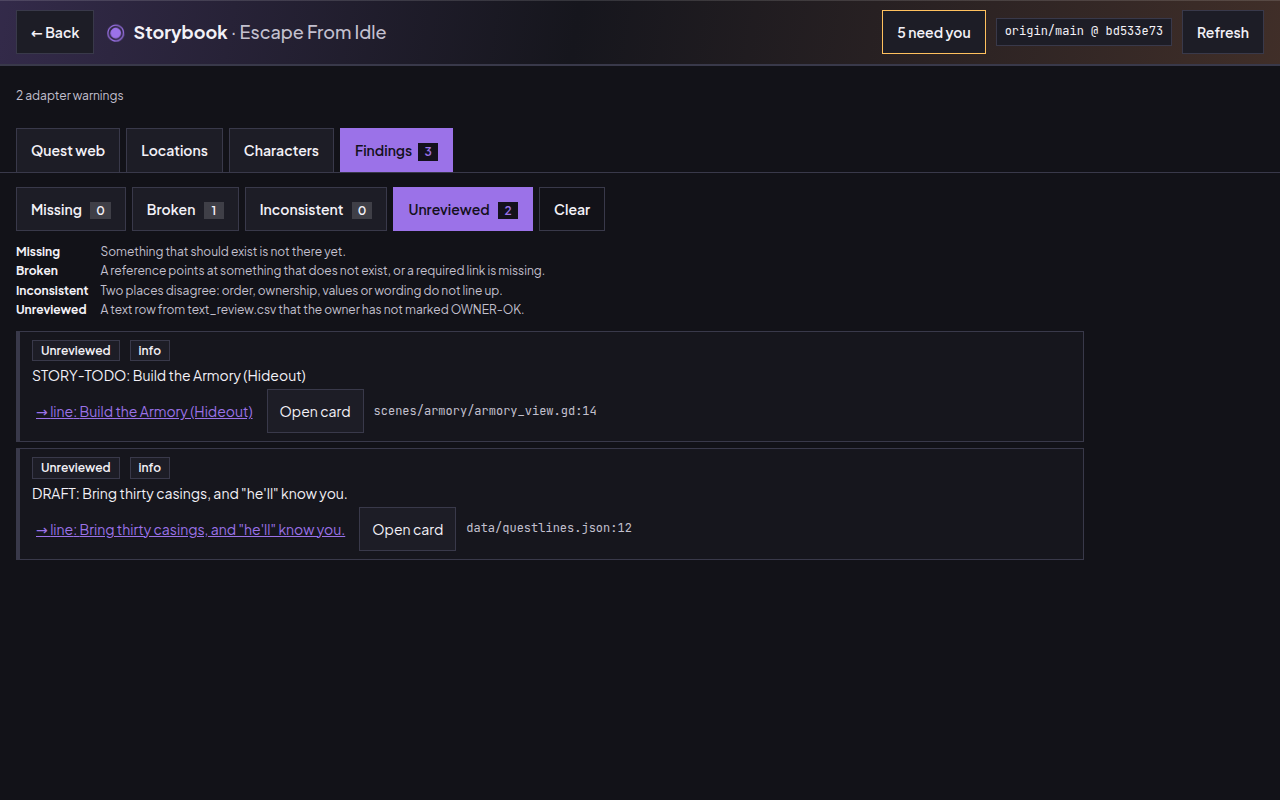 ← Back
Storybook · Escape From Idle
5 need you
origin/main @ bd533e73
Refresh
2 adapter warnings
Quest web
Locations
Characters
Findings 3
Missing 0
Broken 1
Inconsistent 0
Unreviewed 2
Clear
Missing Something that should exist is not there yet.
Broken A reference points at something that does not exist, or a required link is missing.
Inconsistent Two places disagree: order, ownership, values or wording do not line up.
Unreviewed A text row from text_review.csv that the owner has not marked OWNER-OK.
Unreviewed Info
STORY-TODO: Build the Armory (Hideout)
→ line: Build the Armory (Hideout) Open card scenes/armory/armory_view.gd:14
Unreviewed Info
DRAFT: Bring thirty casings, and "he'll" know you.
→ line: Bring thirty casings, and "he'll" know you. Open card data/questlines.json:12